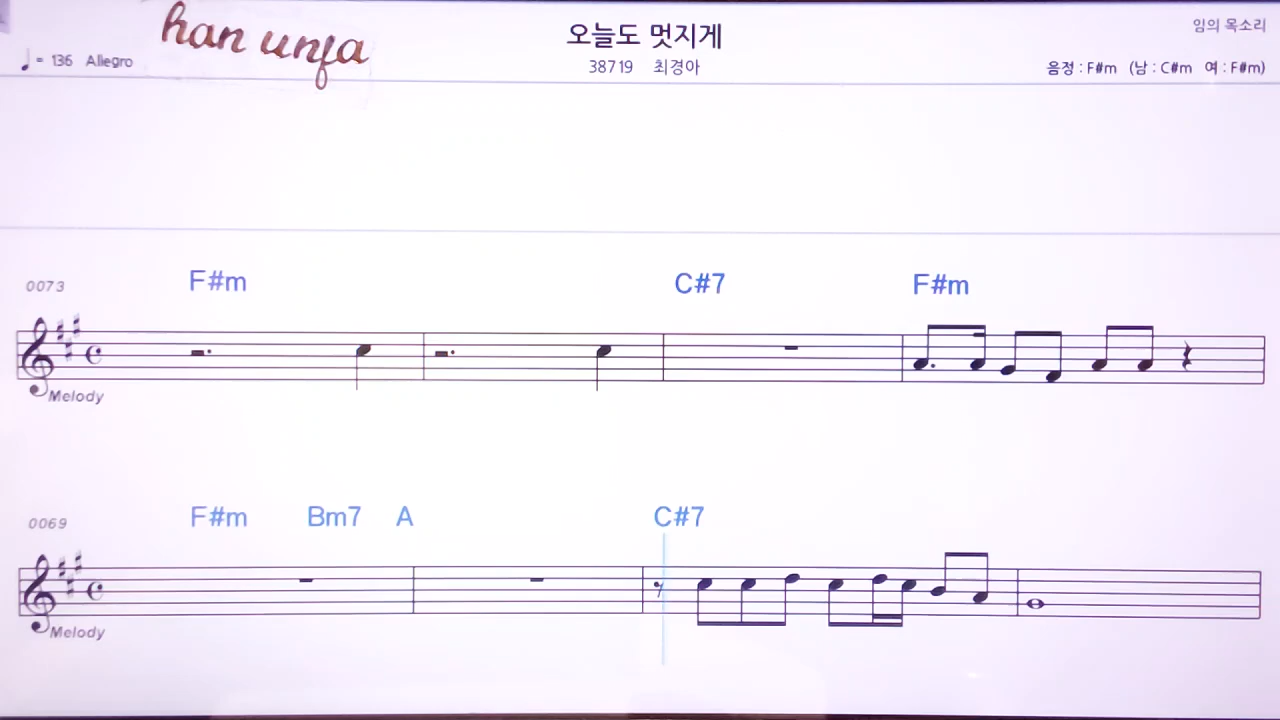 han unfa
오늘도 멋지게
임의 목소리
= 136 Allegro
38719 최경아
음정 : F#m (남 : C#m 여 : F#m)
F#m C#7 F#m
0073
Melody
F#m Bm7 A C#7
0069
Melody